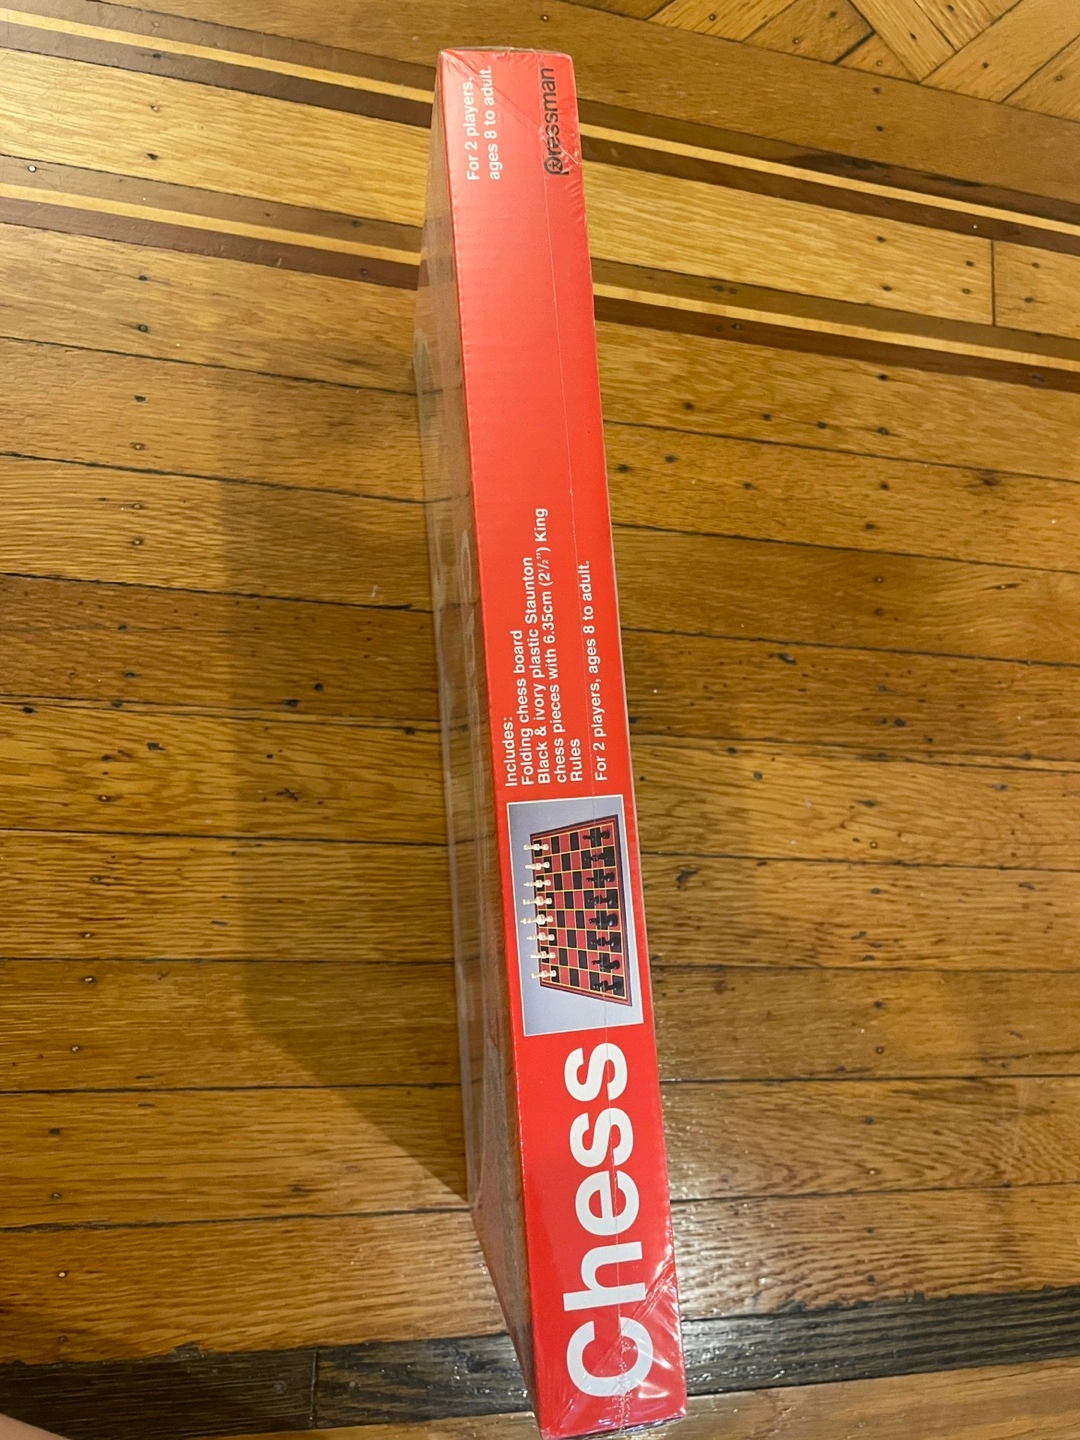 Chess
Includes:
Folding chess board
Black & ivory plastic Staunton
chess pieces with 6.35cm (2½") King
Rules
For 2 players, ages 8 to adult.
For 2 players,
ages 8 to adult.
pressman